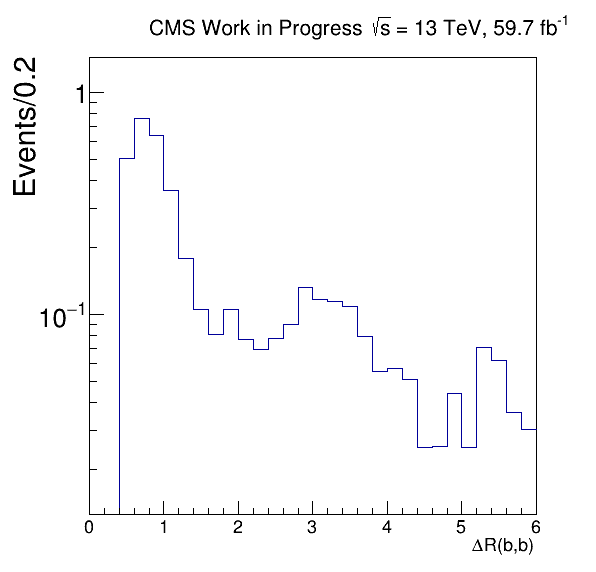 CMS Work in Progress √s = 13 TeV, 59.7 fb⁻¹
Events/0.2
1
10⁻¹
0 1 2 3 4 5 6
ΔR(b,b)